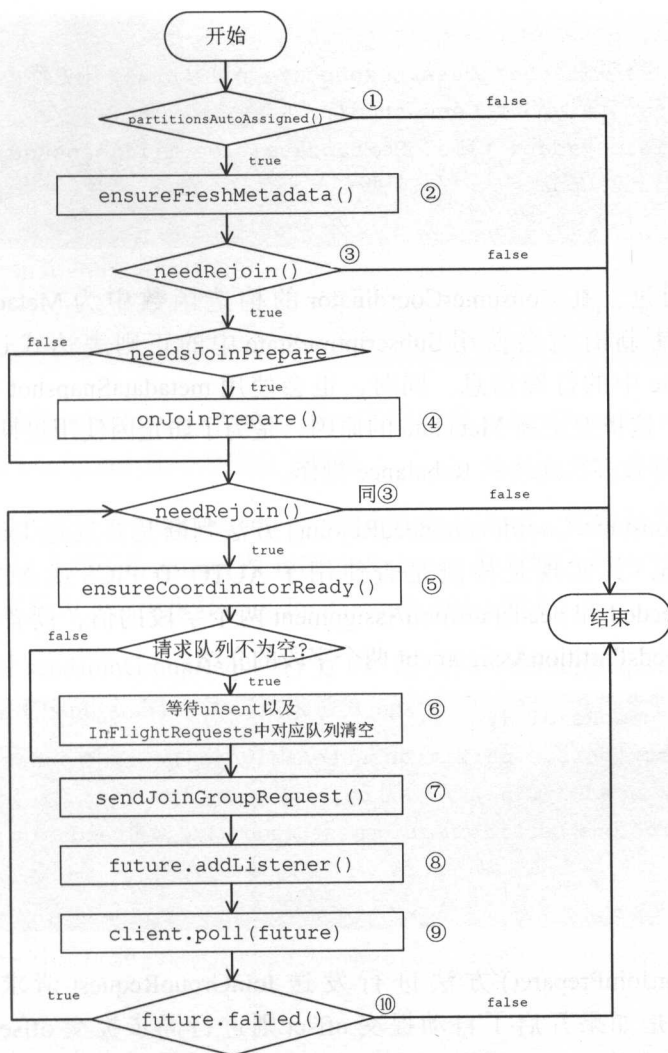 开始
①
false
partitionsAutoAssigned()
true
ensureFreshMetadata()
②
③
needRejoin()
false
false
needsJoinPrepare
true
onJoinPrepare()
④
同③
false
needRejoin()
true
ensureCoordinatorReady()
⑤
结束
false
请求队列不为空?
true
等待unsent以及
InFlightRequests中对应队列清空
⑥
sendJoinGroupRequest()
⑦
future.addListener()
⑧
client.poll(future)
⑨
true
⑩
false
future.failed()